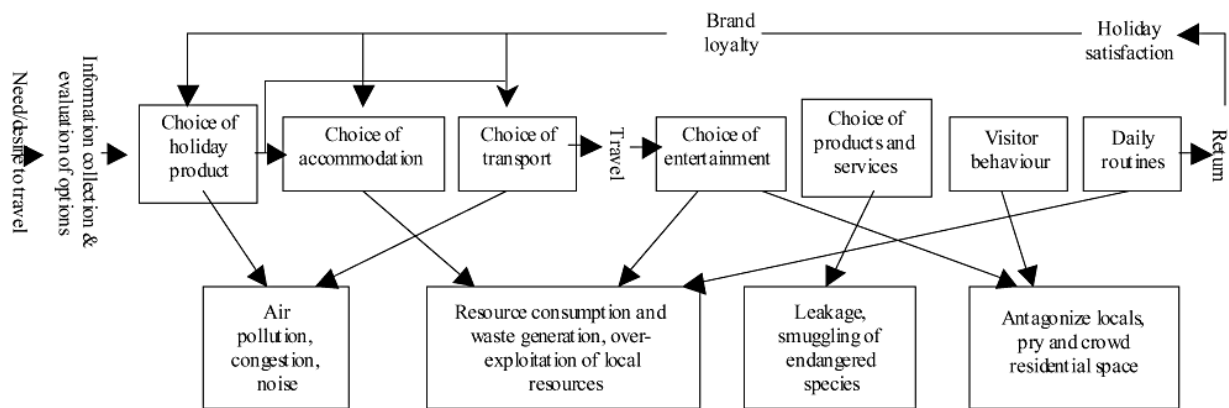 Brand
loyalty
Holiday
satisfaction
Need/desire to travel
Information collection &
evaluation of options
Choice of
holiday
product
Choice of
accommodation
Choice of
transport
Travel
Choice of
entertainment
Choice of
products and
services
Visitor
behaviour
Daily
routines
Return
Air
pollution,
congestion,
noise
Resource consumption and
waste generation, over-
exploitation of local
resources
Leakage,
smuggling of
endangered
species
Antagonize locals,
pry and crowd
residential space